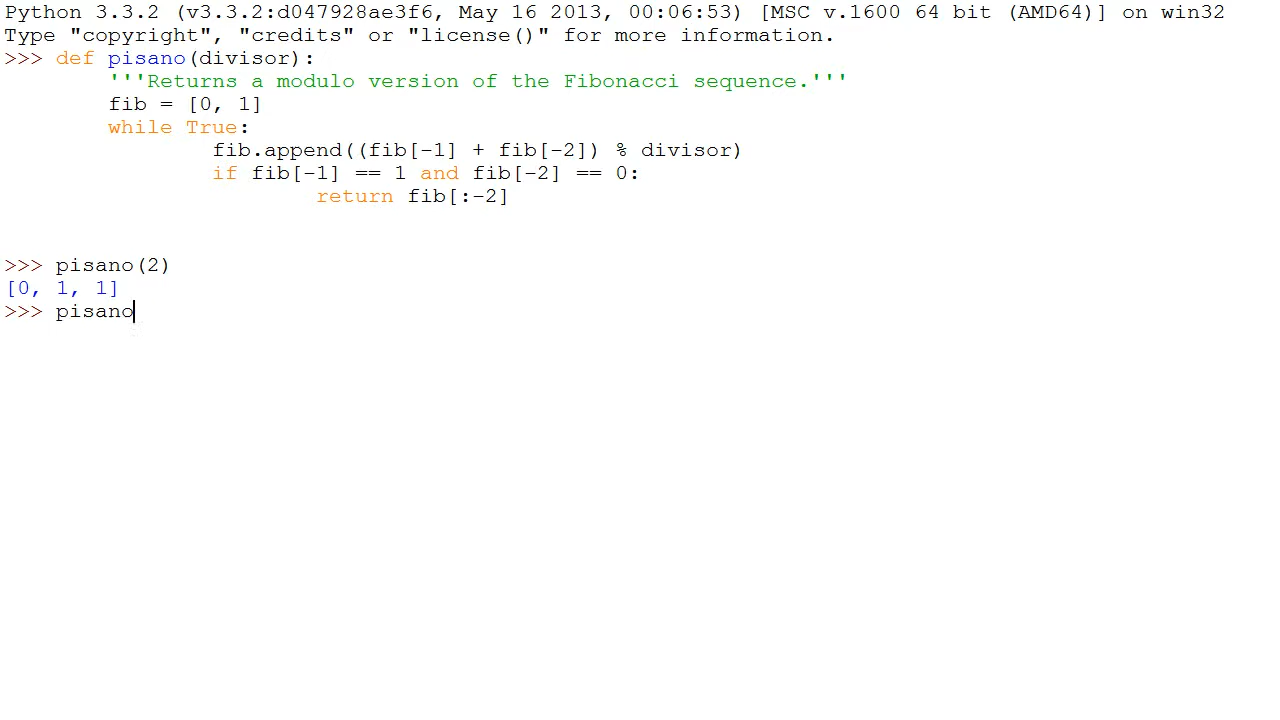 Python 3.3.2 (v3.3.2:d047928ae3f6, May 16 2013, 00:06:53) [MSC v.1600 64 bit (AMD64)] on win32
Type "copyright", "credits" or "license()" for more information.
>>> def pisano(divisor):
        '''Returns a modulo version of the Fibonacci sequence.'''
        fib = [0, 1]
        while True:
                fib.append((fib[-1] + fib[-2]) % divisor)
                if fib[-1] == 1 and fib[-2] == 0:
                        return fib[:-2]
>>> pisano(2)
[0, 1, 1]
>>> pisano